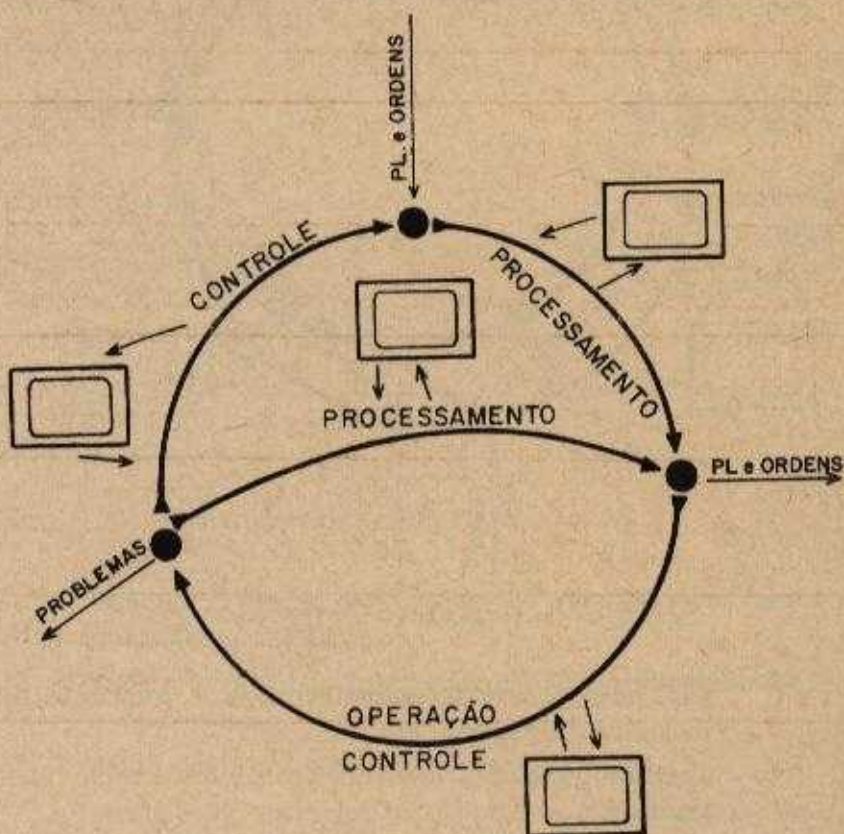 PL. e ORDENS
CONTROLE
PROCESSAMENTO
PROCESSAMENTO
PL e ORDENS
PROBLEMAS
OPERAÇÃO
CONTROLE